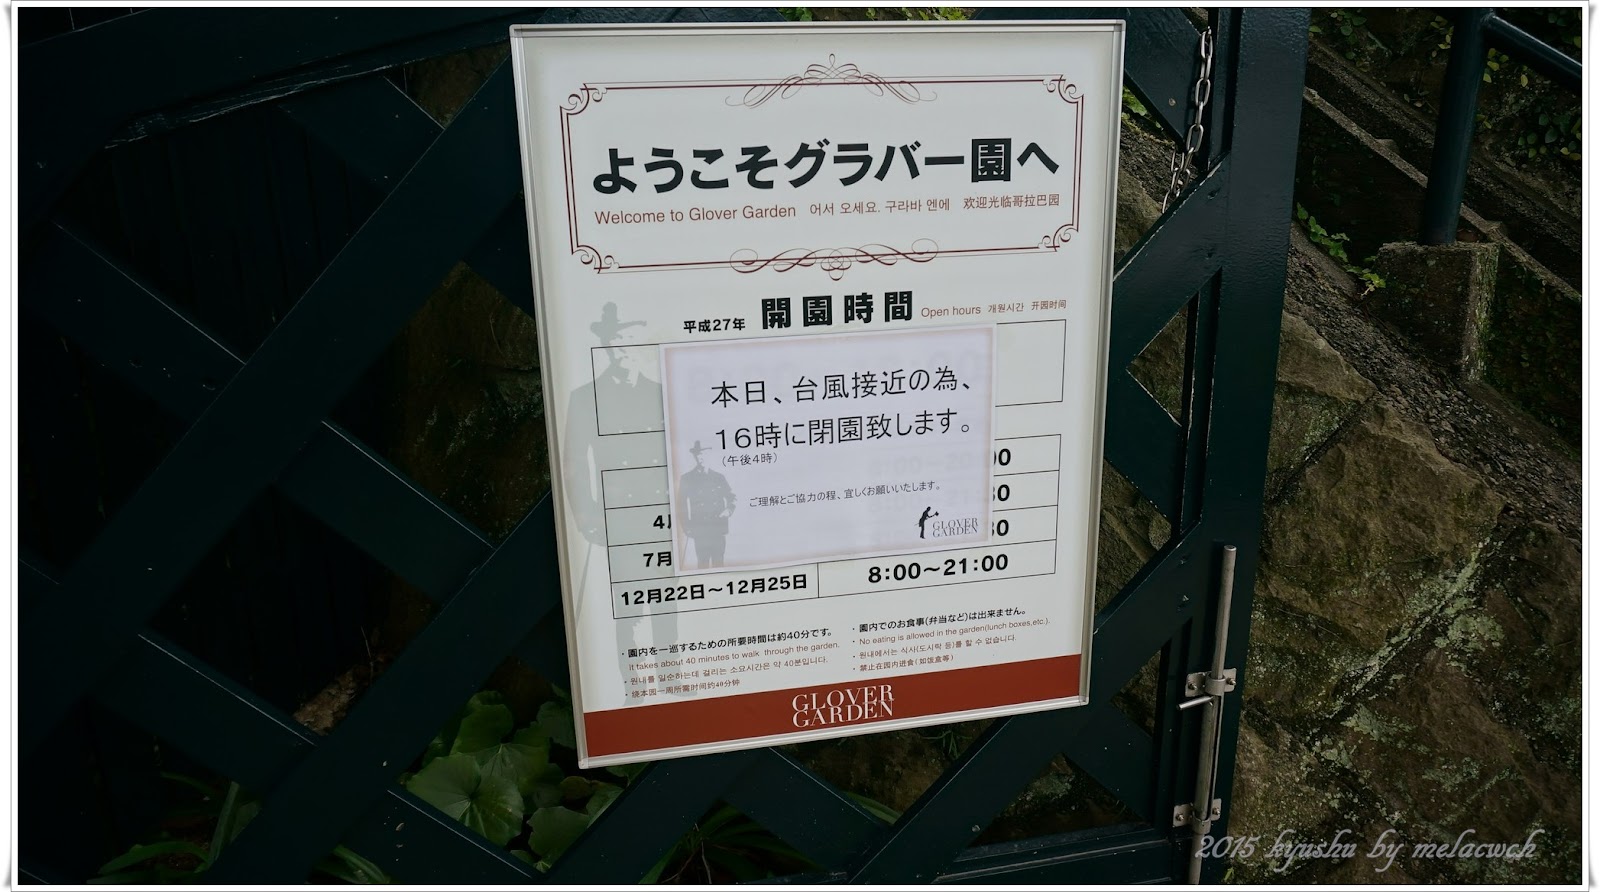 ようこそグラバー園へ
Welcome to Glover Garden 어서 오세요. 구라바 엔에 欢迎光临哥拉巴园
平成27年 開園時間 Open hours 개원시간 开园时间
本日、台風接近の為、
16時に閉園致します。
(午後4時)
ご理解とご協力の程、宜しくお願いいたします。
GLOVER
GARDEN
4月
7月
12月22日～12月25日 8:00～21:00
・園内を一巡するための所要時間は約40分です。
It takes about 40 minutes to walk through the garden.
・원내를 일순하는데 걸리는 소요시간은 약 40분입니다.
・绕本园一周所需时间约40分钟
・園内でのお食事(弁当など)は出来ません。
・No eating is allowed in the garden(lunch boxes,etc.).
・원내에서는 식사(도시락 등)를 할 수 없습니다.
・禁止在园内进食(如饭盒等)
GLOVER
GARDEN
2015 kyushu by melacwch